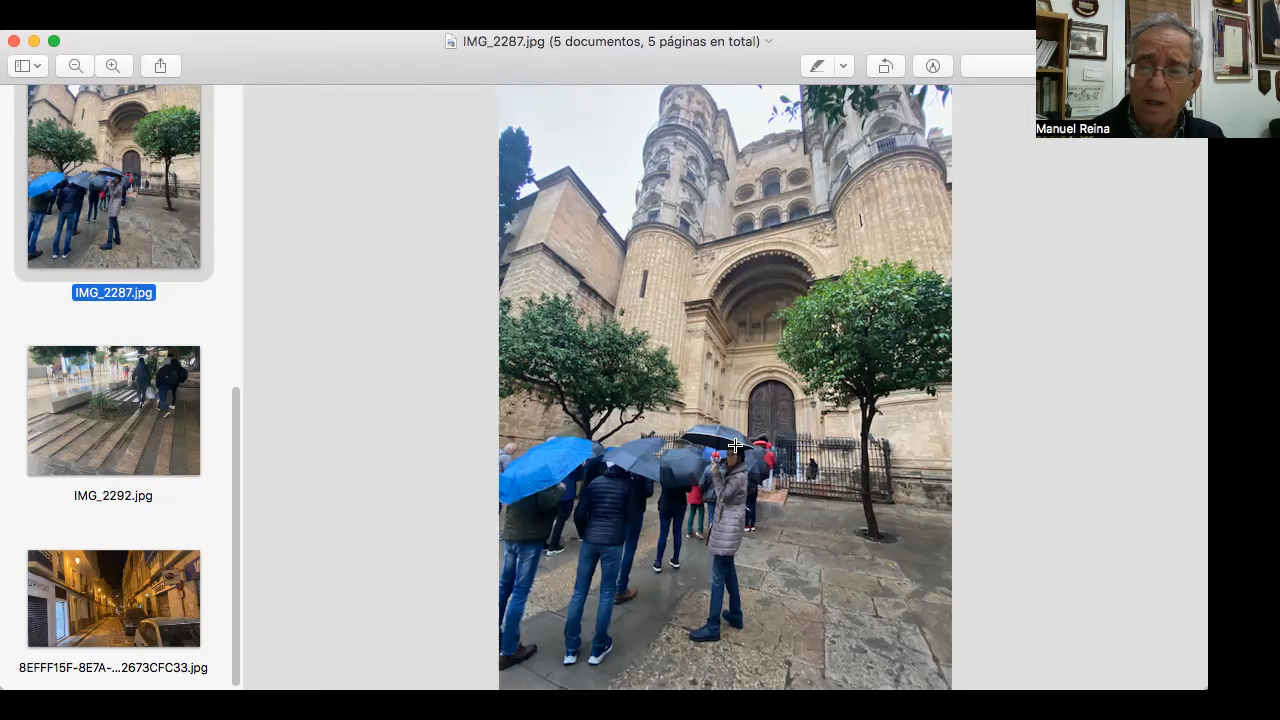 IMG_2287.jpg (5 documentos, 5 páginas en total)
Manuel Reina
IMG_2287.jpg
IMG_2292.jpg
8EFFF15F-8E7A-...2673CFC33.jpg